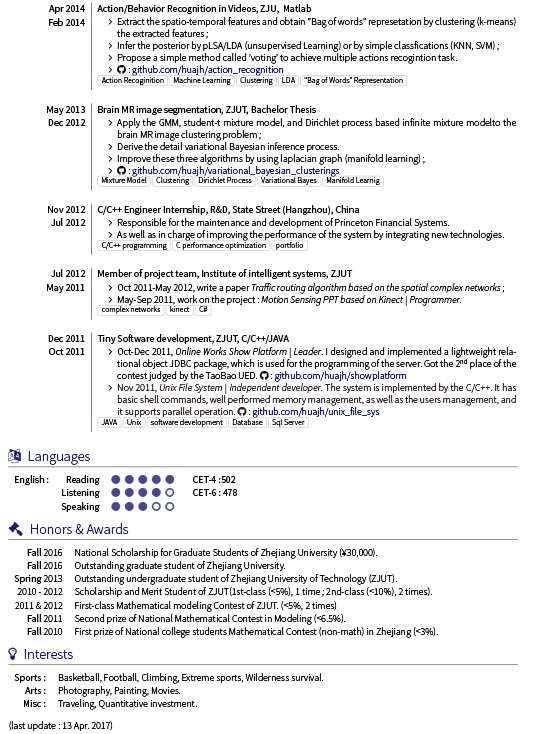 Apr 2014 Action/Behavior Recognition in Videos, ZJU, Matlab
Feb 2014 › Extract the spatio-temporal features and obtain "Bag of words" represetation by clustering (k-means)
the extracted features ;
› Infer the posterior by pLSA/LDA (unsupervised Learning) or by simple classfications (KNN, SVM) ;
› Propose a simple method called 'voting' to achieve multiple actions recogintion task.
› : github.com/huajh/action_recognition
Action Recoginition Machine Learning Clustering LDA "Bag of Words" Representation
May 2013 Brain MR image segmentation, ZJUT, Bachelor Thesis
Dec 2012 › Apply the GMM, student-t mixture model, and Dirichlet process based infinite mixture modelto the
brain MR image clustering problem ;
› Derive the detail variational Bayesian inference process.
› Improve these three algorithms by using laplacian graph (manifold learning) ;
› : github.com/huajh/variational_bayesian_clusterings
Mixture Model Clustering Dirichlet Process Variational Bayes Manifold Learnig
Nov 2012 C/C++ Engineer Internship, R&D, State Street (Hangzhou), China
Jul 2012 › Responsible for the maintenance and development of Princeton Financial Systems.
› As well as in charge of improving the performance of the system by integrating new technologies.
C/C++ programming C performance optimization portfolio
Jul 2012 Member of project team, Institute of intelligent systems, ZJUT
May 2011 › Oct 2011-May 2012, write a paper Traffic routing algorithm based on the spatial complex networks ;
› May-Sep 2011, work on the project : Motion Sensing PPT based on Kinect | Programmer.
complex networks kinect C#
Dec 2011 Tiny Software development, ZJUT, C/C++/JAVA
Oct 2011 › Oct-Dec 2011, Online Works Show Platform | Leader. I designed and implemented a lightweight rela-
tional object JDBC package, which is used for the programming of the server. Got the 2nd place of the
contest judged by the TaoBao UED. : github.com/huajh/showplatform
› Nov 2011, Unix File System | Independent developer. The system is implemented by the C/C++. It has
basic shell commands, well performed memory management, as well as the users management, and
it supports parallel operation. : github.com/huajh/unix_file_sys
JAVA Unix software development Database Sql Server
Languages
English : Reading CET-4 :502
Listening CET-6 : 478
Speaking
Honors & Awards
Fall 2016 National Scholarship for Graduate Students of Zhejiang University (¥30,000).
Fall 2016 Outstanding graduate student of Zhejiang University.
Spring 2013 Outstanding undergraduate student of Zhejiang University of Technology (ZJUT).
2010 - 2012 Scholarship and Merit Student of ZJUT(1st-class (<5%), 1 time ; 2nd-class (<10%), 2 times).
2011 & 2012 First-class Mathematical modeling Contest of ZJUT. (<5%, 2 times)
Fall 2011 Second prize of National Mathematical Contest in Modeling (<6.5%).
Fall 2010 First prize of National college students Mathematical Contest (non-math) in Zhejiang (<3%).
Interests
Sports : Basketball, Football, Climbing, Extreme sports, Wilderness survival.
Arts : Photography, Painting, Movies.
Misc : Traveling, Quantitative investment.
(last update : 13 Apr. 2017)